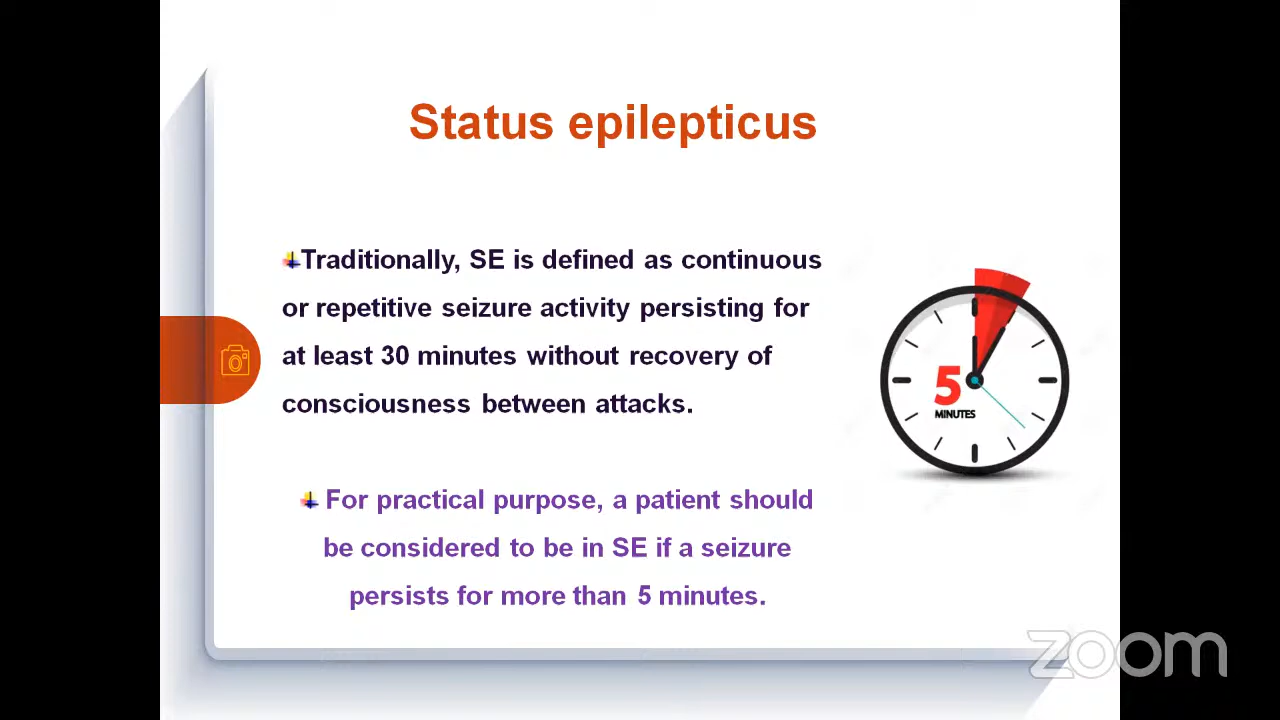 Status epilepticus
Traditionally, SE is defined as continuous
or repetitive seizure activity persisting for
at least 30 minutes without recovery of
consciousness between attacks.
5
MINUTES
For practical purpose, a patient should
be considered to be in SE if a seizure
persists for more than 5 minutes.
zoom